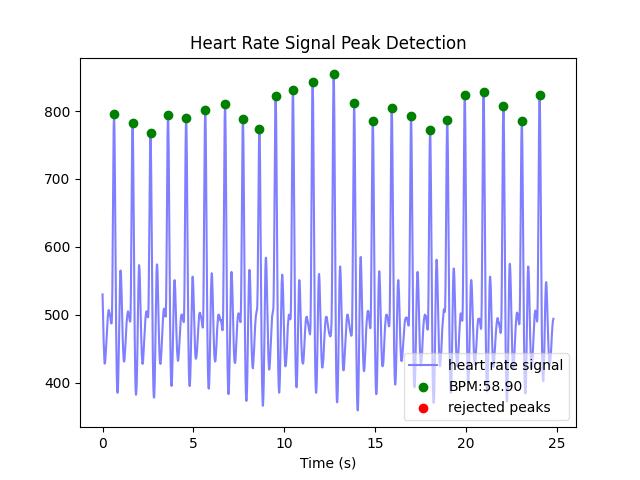 Heart Rate Signal Peak Detection
800
700
600
500
400
heart rate signal
BPM:58.90
rejected peaks
0 5 10 15 20 25
Time (s)